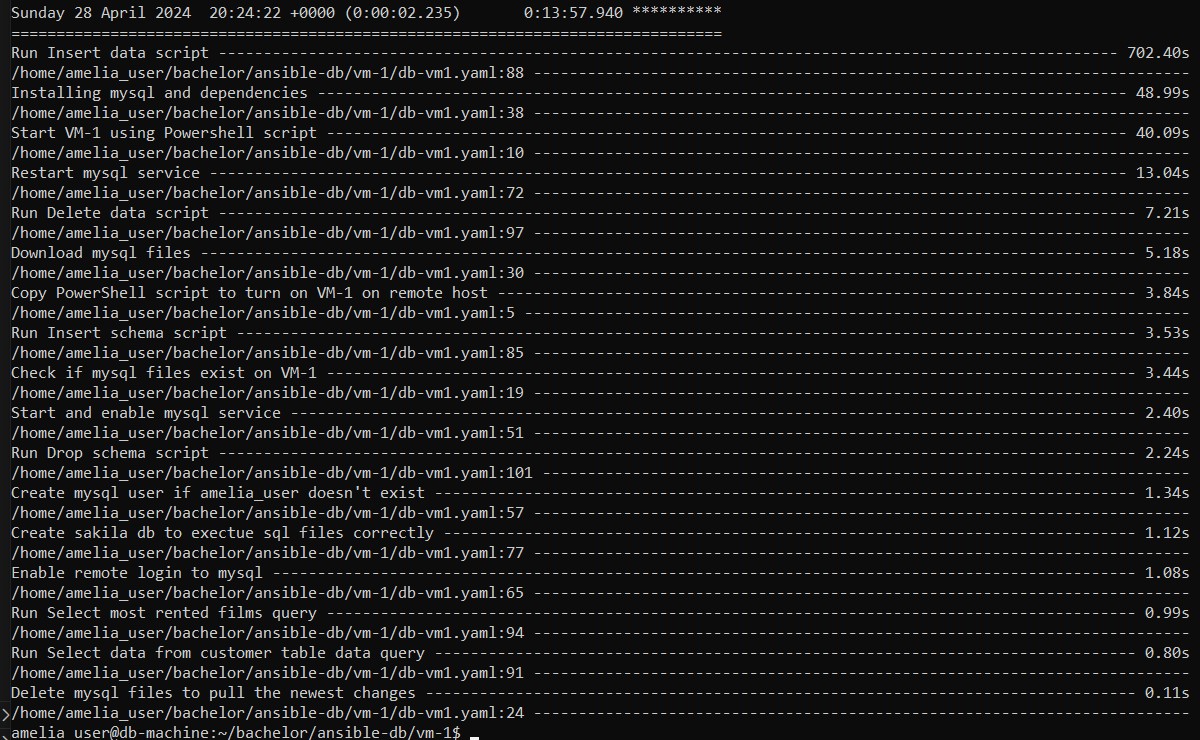 Sunday 28 April 2024  20:24:22 +0000 (0:00:02.235)       0:13:57.940 **********
===============================================================================
Run Insert data script ---------------------------------------------------------------------------------------------------- 702.40s
/home/amelia_user/bachelor/ansible-db/vm-1/db-vm1.yaml:88 -------------------------------------------------------------------------
Installing mysql and dependencies ------------------------------------------------------------------------------------------ 48.99s
/home/amelia_user/bachelor/ansible-db/vm-1/db-vm1.yaml:38 -------------------------------------------------------------------------
Start VM-1 using Powershell script ----------------------------------------------------------------------------------------- 40.09s
/home/amelia_user/bachelor/ansible-db/vm-1/db-vm1.yaml:10 -------------------------------------------------------------------------
Restart mysql service ------------------------------------------------------------------------------------------------------ 13.04s
/home/amelia_user/bachelor/ansible-db/vm-1/db-vm1.yaml:72 -------------------------------------------------------------------------
Run Delete data script ------------------------------------------------------------------------------------------------------ 7.21s
/home/amelia_user/bachelor/ansible-db/vm-1/db-vm1.yaml:97 -------------------------------------------------------------------------
Download mysql files -------------------------------------------------------------------------------------------------------- 5.18s
/home/amelia_user/bachelor/ansible-db/vm-1/db-vm1.yaml:30 -------------------------------------------------------------------------
Copy PowerShell script to turn on VM-1 on remote host ----------------------------------------------------------------------- 3.84s
/home/amelia_user/bachelor/ansible-db/vm-1/db-vm1.yaml:5 --------------------------------------------------------------------------
Run Insert schema script ---------------------------------------------------------------------------------------------------- 3.53s
/home/amelia_user/bachelor/ansible-db/vm-1/db-vm1.yaml:85 -------------------------------------------------------------------------
Check if mysql files exist on VM-1 ------------------------------------------------------------------------------------------ 3.44s
/home/amelia_user/bachelor/ansible-db/vm-1/db-vm1.yaml:19 -------------------------------------------------------------------------
Start and enable mysql service ---------------------------------------------------------------------------------------------- 2.40s
/home/amelia_user/bachelor/ansible-db/vm-1/db-vm1.yaml:51 -------------------------------------------------------------------------
Run Drop schema script ------------------------------------------------------------------------------------------------------ 2.24s
/home/amelia_user/bachelor/ansible-db/vm-1/db-vm1.yaml:101 ------------------------------------------------------------------------
Create mysql user if amelia_user doesn't exist ------------------------------------------------------------------------------ 1.34s
/home/amelia_user/bachelor/ansible-db/vm-1/db-vm1.yaml:57 -------------------------------------------------------------------------
Create sakila db to exectue sql files correctly ----------------------------------------------------------------------------- 1.12s
/home/amelia_user/bachelor/ansible-db/vm-1/db-vm1.yaml:77 -------------------------------------------------------------------------
Enable remote login to mysql ------------------------------------------------------------------------------------------------ 1.08s
/home/amelia_user/bachelor/ansible-db/vm-1/db-vm1.yaml:65 -------------------------------------------------------------------------
Run Select most rented films query ------------------------------------------------------------------------------------------ 0.99s
/home/amelia_user/bachelor/ansible-db/vm-1/db-vm1.yaml:94 -------------------------------------------------------------------------
Run Select data from customer table data query ------------------------------------------------------------------------------ 0.80s
/home/amelia_user/bachelor/ansible-db/vm-1/db-vm1.yaml:91 -------------------------------------------------------------------------
Delete mysql files to pull the newest changes ------------------------------------------------------------------------------- 0.11s
/home/amelia_user/bachelor/ansible-db/vm-1/db-vm1.yaml:24 -------------------------------------------------------------------------
amelia_user@db-machine:~/bachelor/ansible-db/vm-1$